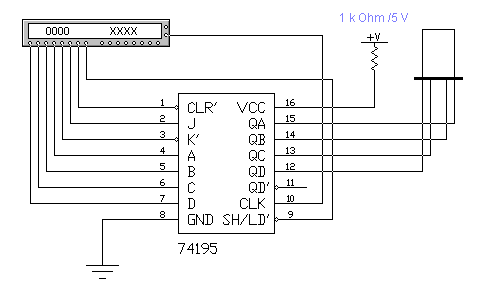 1 k Ohm /5 V
0000 XXXX
+V
1 CLR' VCC 16
2 J QA 15
3 K' QB 14
4 A QC 13
5 B QD 12
6 C QD' 11
7 D CLK 10
8 GND SH/LD' 9
74195